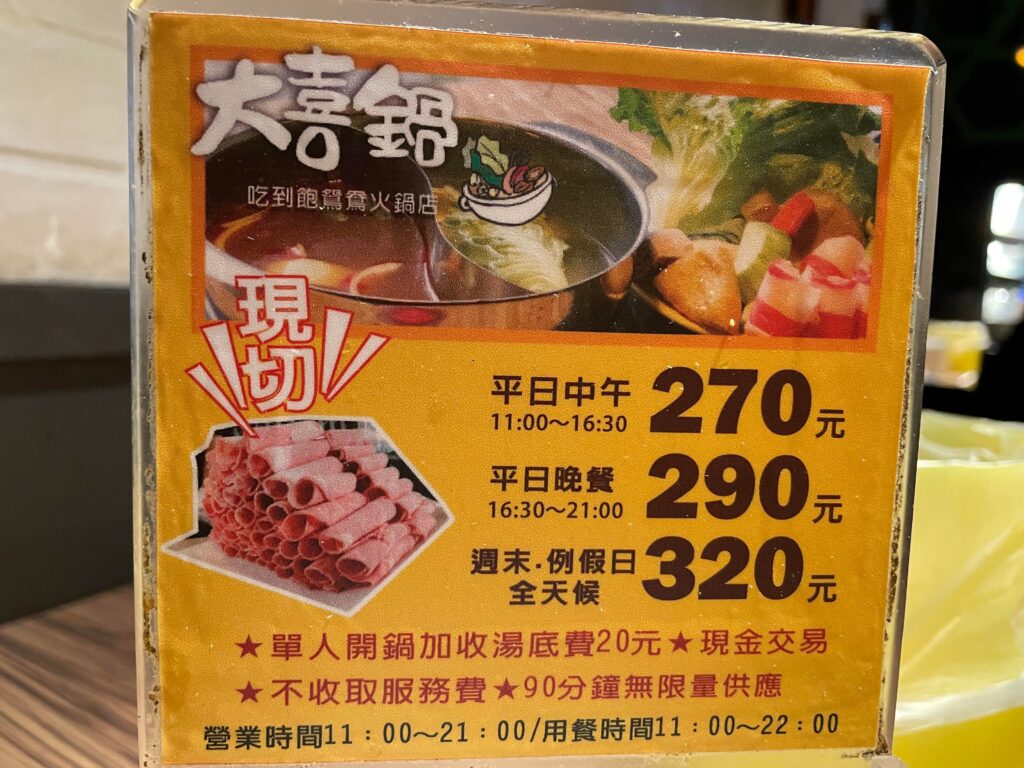 大喜鍋
吃到飽鴛鴦火鍋店
現切
平日中午 270元
11:00～16:30
平日晚餐 290元
16:30～21:00
週末.例假日 320元
全天候
★單人開鍋加收湯底費20元★現金交易
★不收取服務費★90分鐘無限量供應
營業時間11：00～21：00/用餐時間11：00～22：00